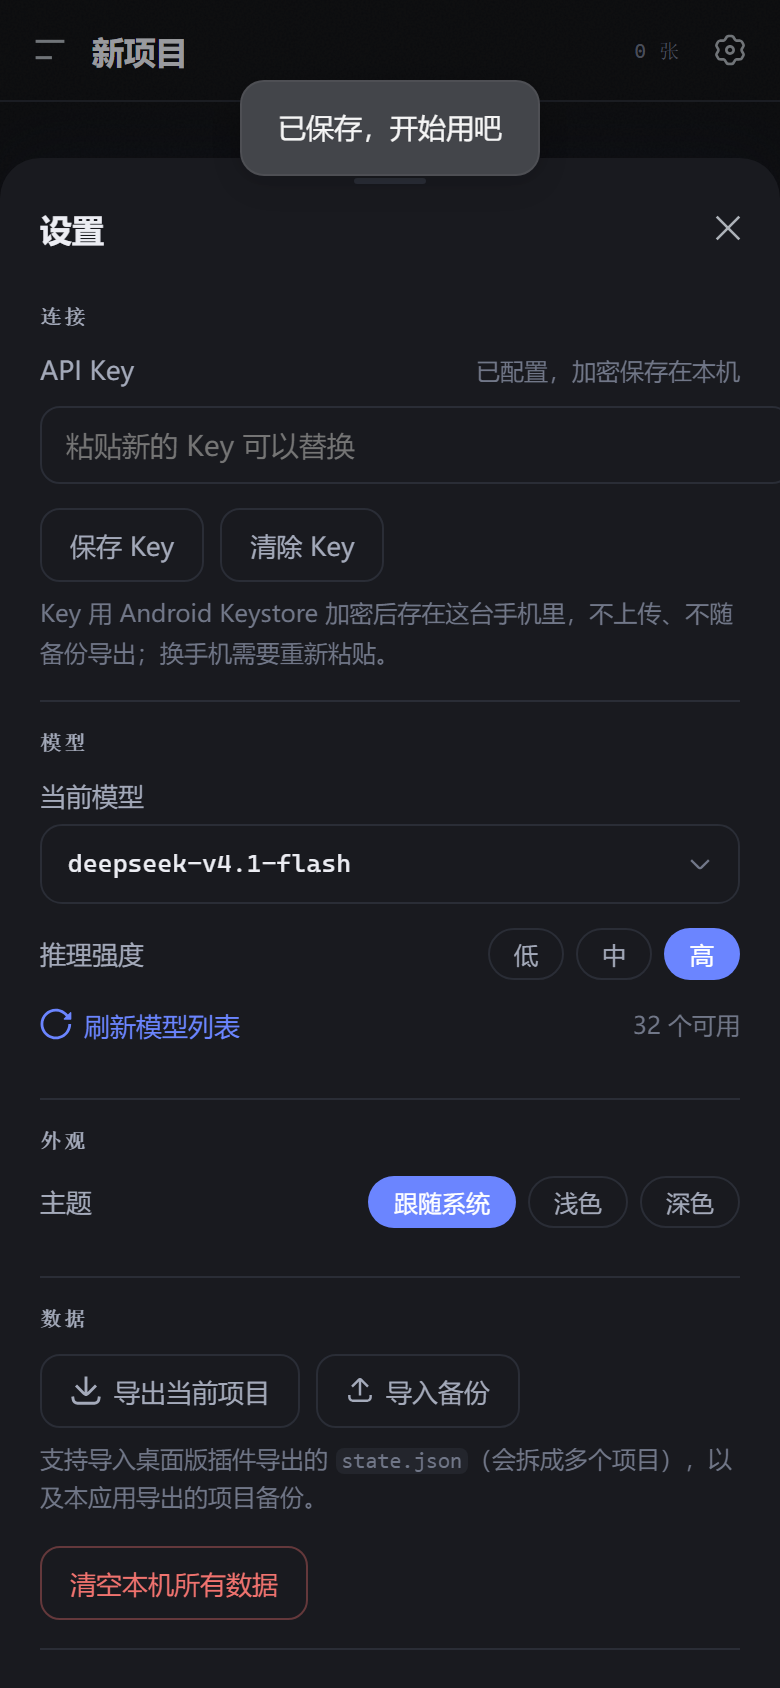 新项目
0 张
已保存，开始用吧
设置
连接
API Key
已配置，加密保存在本机
粘贴新的 Key 可以替换
保存 Key
清除 Key
Key 用 Android Keystore 加密后存在这台手机里，不上传、不随
备份导出；换手机需要重新粘贴。
模型
当前模型
deepseek-v4.1-flash
推理强度
低
中
高
刷新模型列表
32 个可用
外观
主题
跟随系统
浅色
深色
数据
导出当前项目
导入备份
支持导入桌面版插件导出的 state.json（会拆成多个项目），以
及本应用导出的项目备份。
清空本机所有数据